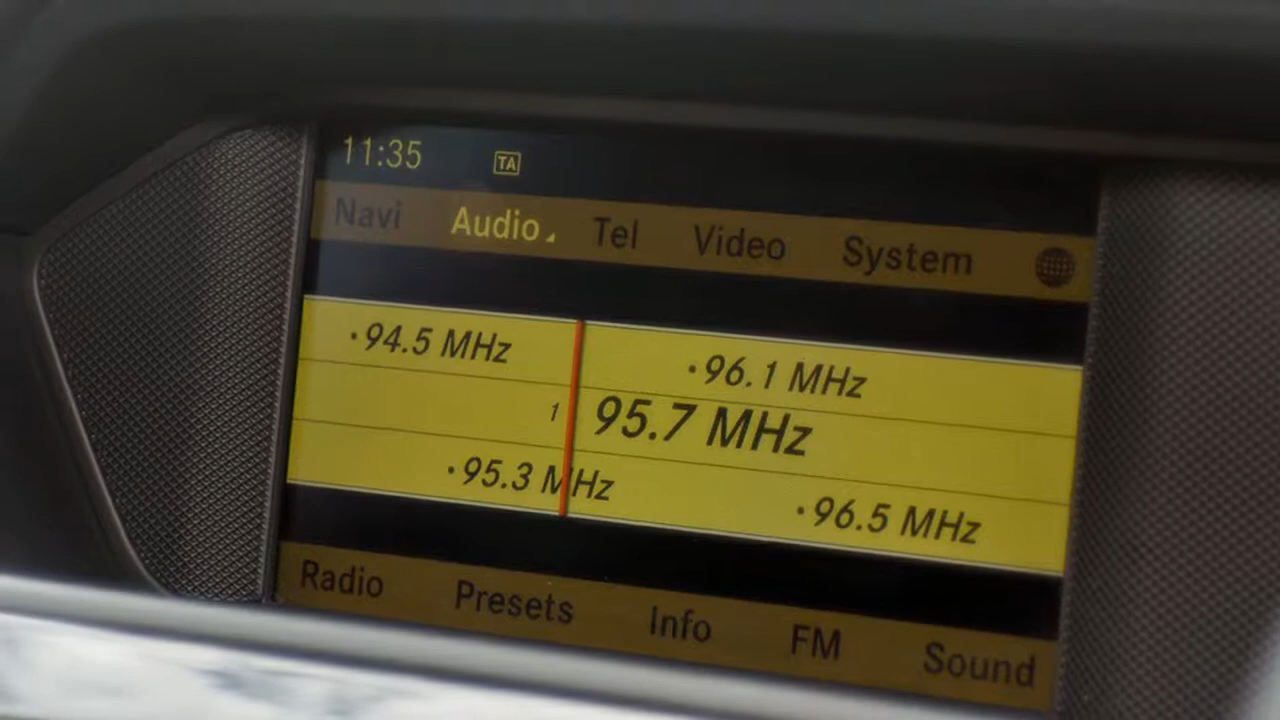 11:35 TA
Navi Audio Tel Video System
·94.5 MHz ·96.1 MHz
1 95.7 MHz
·95.3 MHz ·96.5 MHz
Radio Presets Info FM Sound